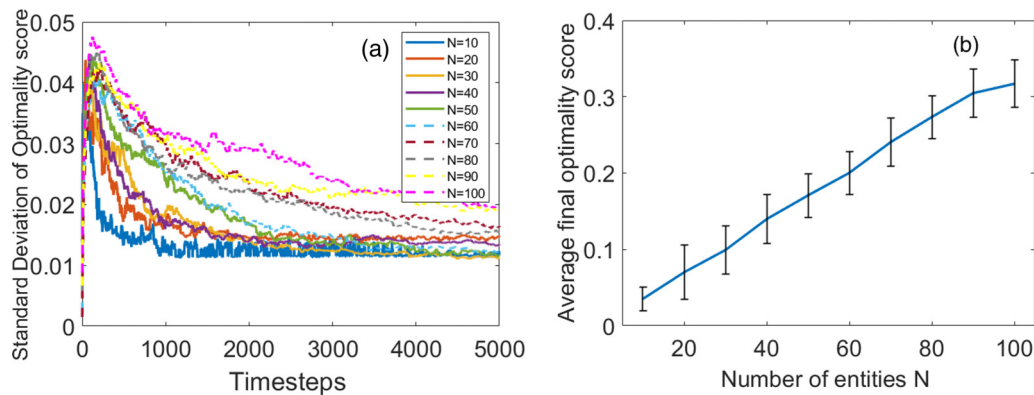 Standard Deviation of Optimality score
0.05
0.04
0.03
0.02
0.01
0
(a)
N=10
N=20
N=30
N=40
N=50
N=60
N=70
N=80
N=90
N=100
0 1000 2000 3000 4000 5000
Timesteps
Average final optimality score
0.4
0.3
0.2
0.1
0
(b)
20 40 60 80 100
Number of entities N